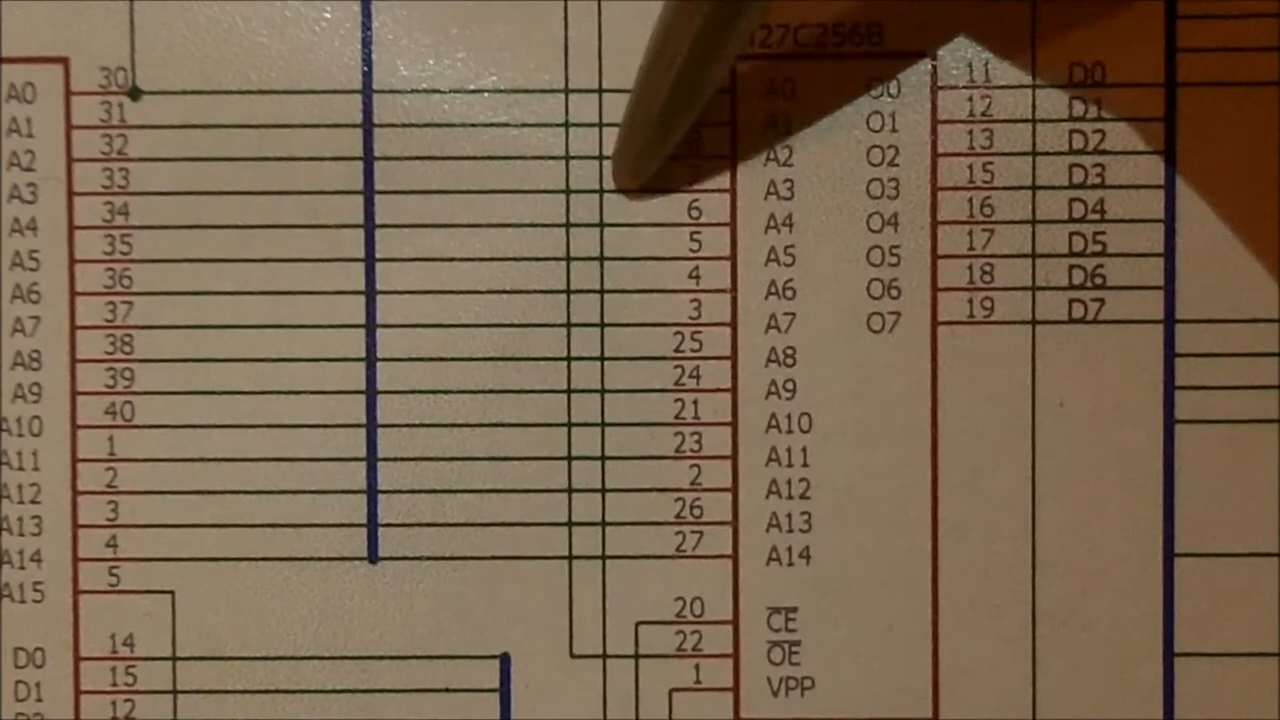 27C256B
A0 30 A0 O0 11 D0
A1 31 A1 O1 12 D1
A2 32 A2 O2 13 D2
A3 33 A3 O3 15 D3
A4 34 6 A4 O4 16 D4
A5 35 5 A5 O5 17 D5
A6 36 4 A6 O6 18 D6
A7 37 3 A7 O7 19 D7
A8 38 25 A8
A9 39 24 A9
A10 40 21 A10
A11 1 23 A11
A12 2 2 A12
A13 3 26 A13
A14 4 27 A14
A15 5
20 CE
D0 14 22 OE
D1 15 1 VPP
12